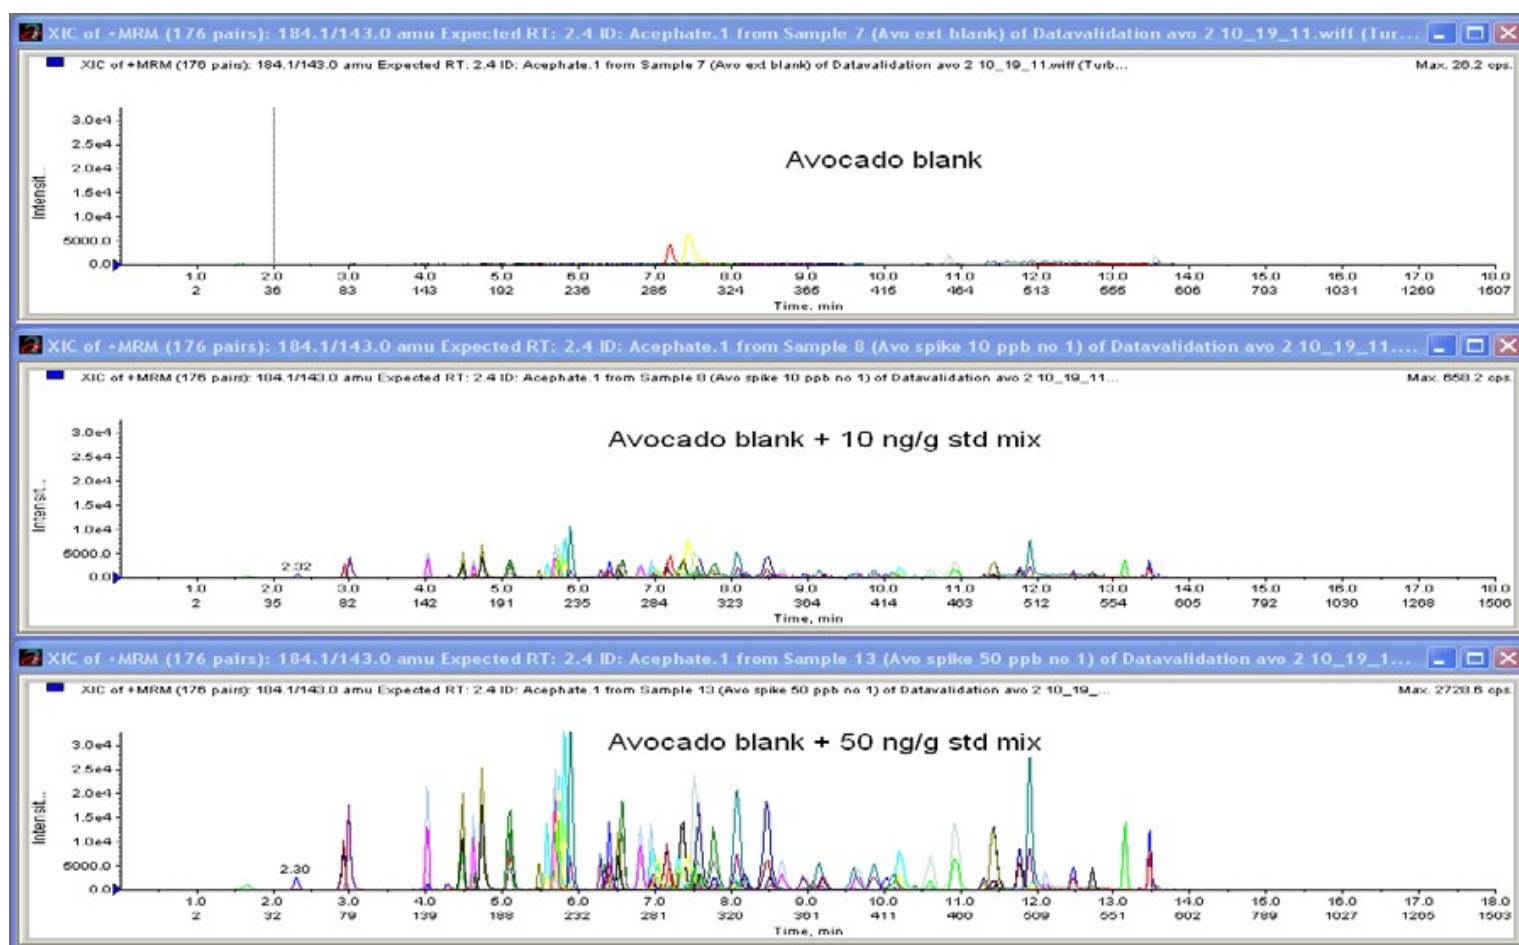 XIC of +MRM (176 pairs): 184.1/143.0 amu Expected RT: 2.4 ID: Acephate.1 from Sample 7 (Avo ext blank) of Datavalidation avo 2 10_19_11.wiff (Tur...
XIC of +MRM (176 pairs): 184.1/143.0 amu Expected RT: 2.4 ID: Acephate.1 from Sample 7 (Avo ext blank) of Datavalidation avo 2 10_19_11.wiff (Turb...
Max. 26.2 cps.
Avocado blank
Intensit...
3.0e4
2.5e4
2.0e4
1.5e4
1.0e4
5000.0
0.0
1.0 2.0 3.0 4.0 5.0 6.0 7.0 8.0 9.0 10.0 11.0 12.0 13.0 14.0 15.0 16.0 17.0 18.0
2 36 83 143 192 236 285 324 365 415 464 513 555 606 793 1031 1269 1507
Time, min
XIC of +MRM (176 pairs): 184.1/143.0 amu Expected RT: 2.4 ID: Acephate.1 from Sample 8 (Avo spike 10 ppb no 1) of Datavalidation avo 2 10_19_11....
XIC of +MRM (176 pairs): 184.1/143.0 amu Expected RT: 2.4 ID: Acephate.1 from Sample 8 (Avo spike 10 ppb no 1) of Datavalidation avo 2 10_19_11...
Max. 658.2 cps.
Avocado blank + 10 ng/g std mix
Intensit...
3.0e4
2.5e4
2.0e4
1.5e4
1.0e4
5000.0
0.0
2.32
1.0 2.0 3.0 4.0 5.0 6.0 7.0 8.0 9.0 10.0 11.0 12.0 13.0 14.0 15.0 16.0 17.0 18.0
2 35 82 142 191 235 284 323 364 414 463 512 554 605 792 1030 1268 1506
Time, min
XIC of +MRM (176 pairs): 184.1/143.0 amu Expected RT: 2.4 ID: Acephate.1 from Sample 13 (Avo spike 50 ppb no 1) of Datavalidation avo 2 10_19_1...
XIC of +MRM (176 pairs): 184.1/143.0 amu Expected RT: 2.4 ID: Acephate.1 from Sample 13 (Avo spike 50 ppb no 1) of Datavalidation avo 2 10_19_...
Max. 2728.6 cps.
Avocado blank + 50 ng/g std mix
Intensit...
3.0e4
2.5e4
2.0e4
1.5e4
1.0e4
5000.0
0.0
2.30
1.0 2.0 3.0 4.0 5.0 6.0 7.0 8.0 9.0 10.0 11.0 12.0 13.0 14.0 15.0 16.0 17.0 18.0
2 32 79 139 188 232 281 320 361 411 460 509 551 602 789 1027 1265 1503
Time, min